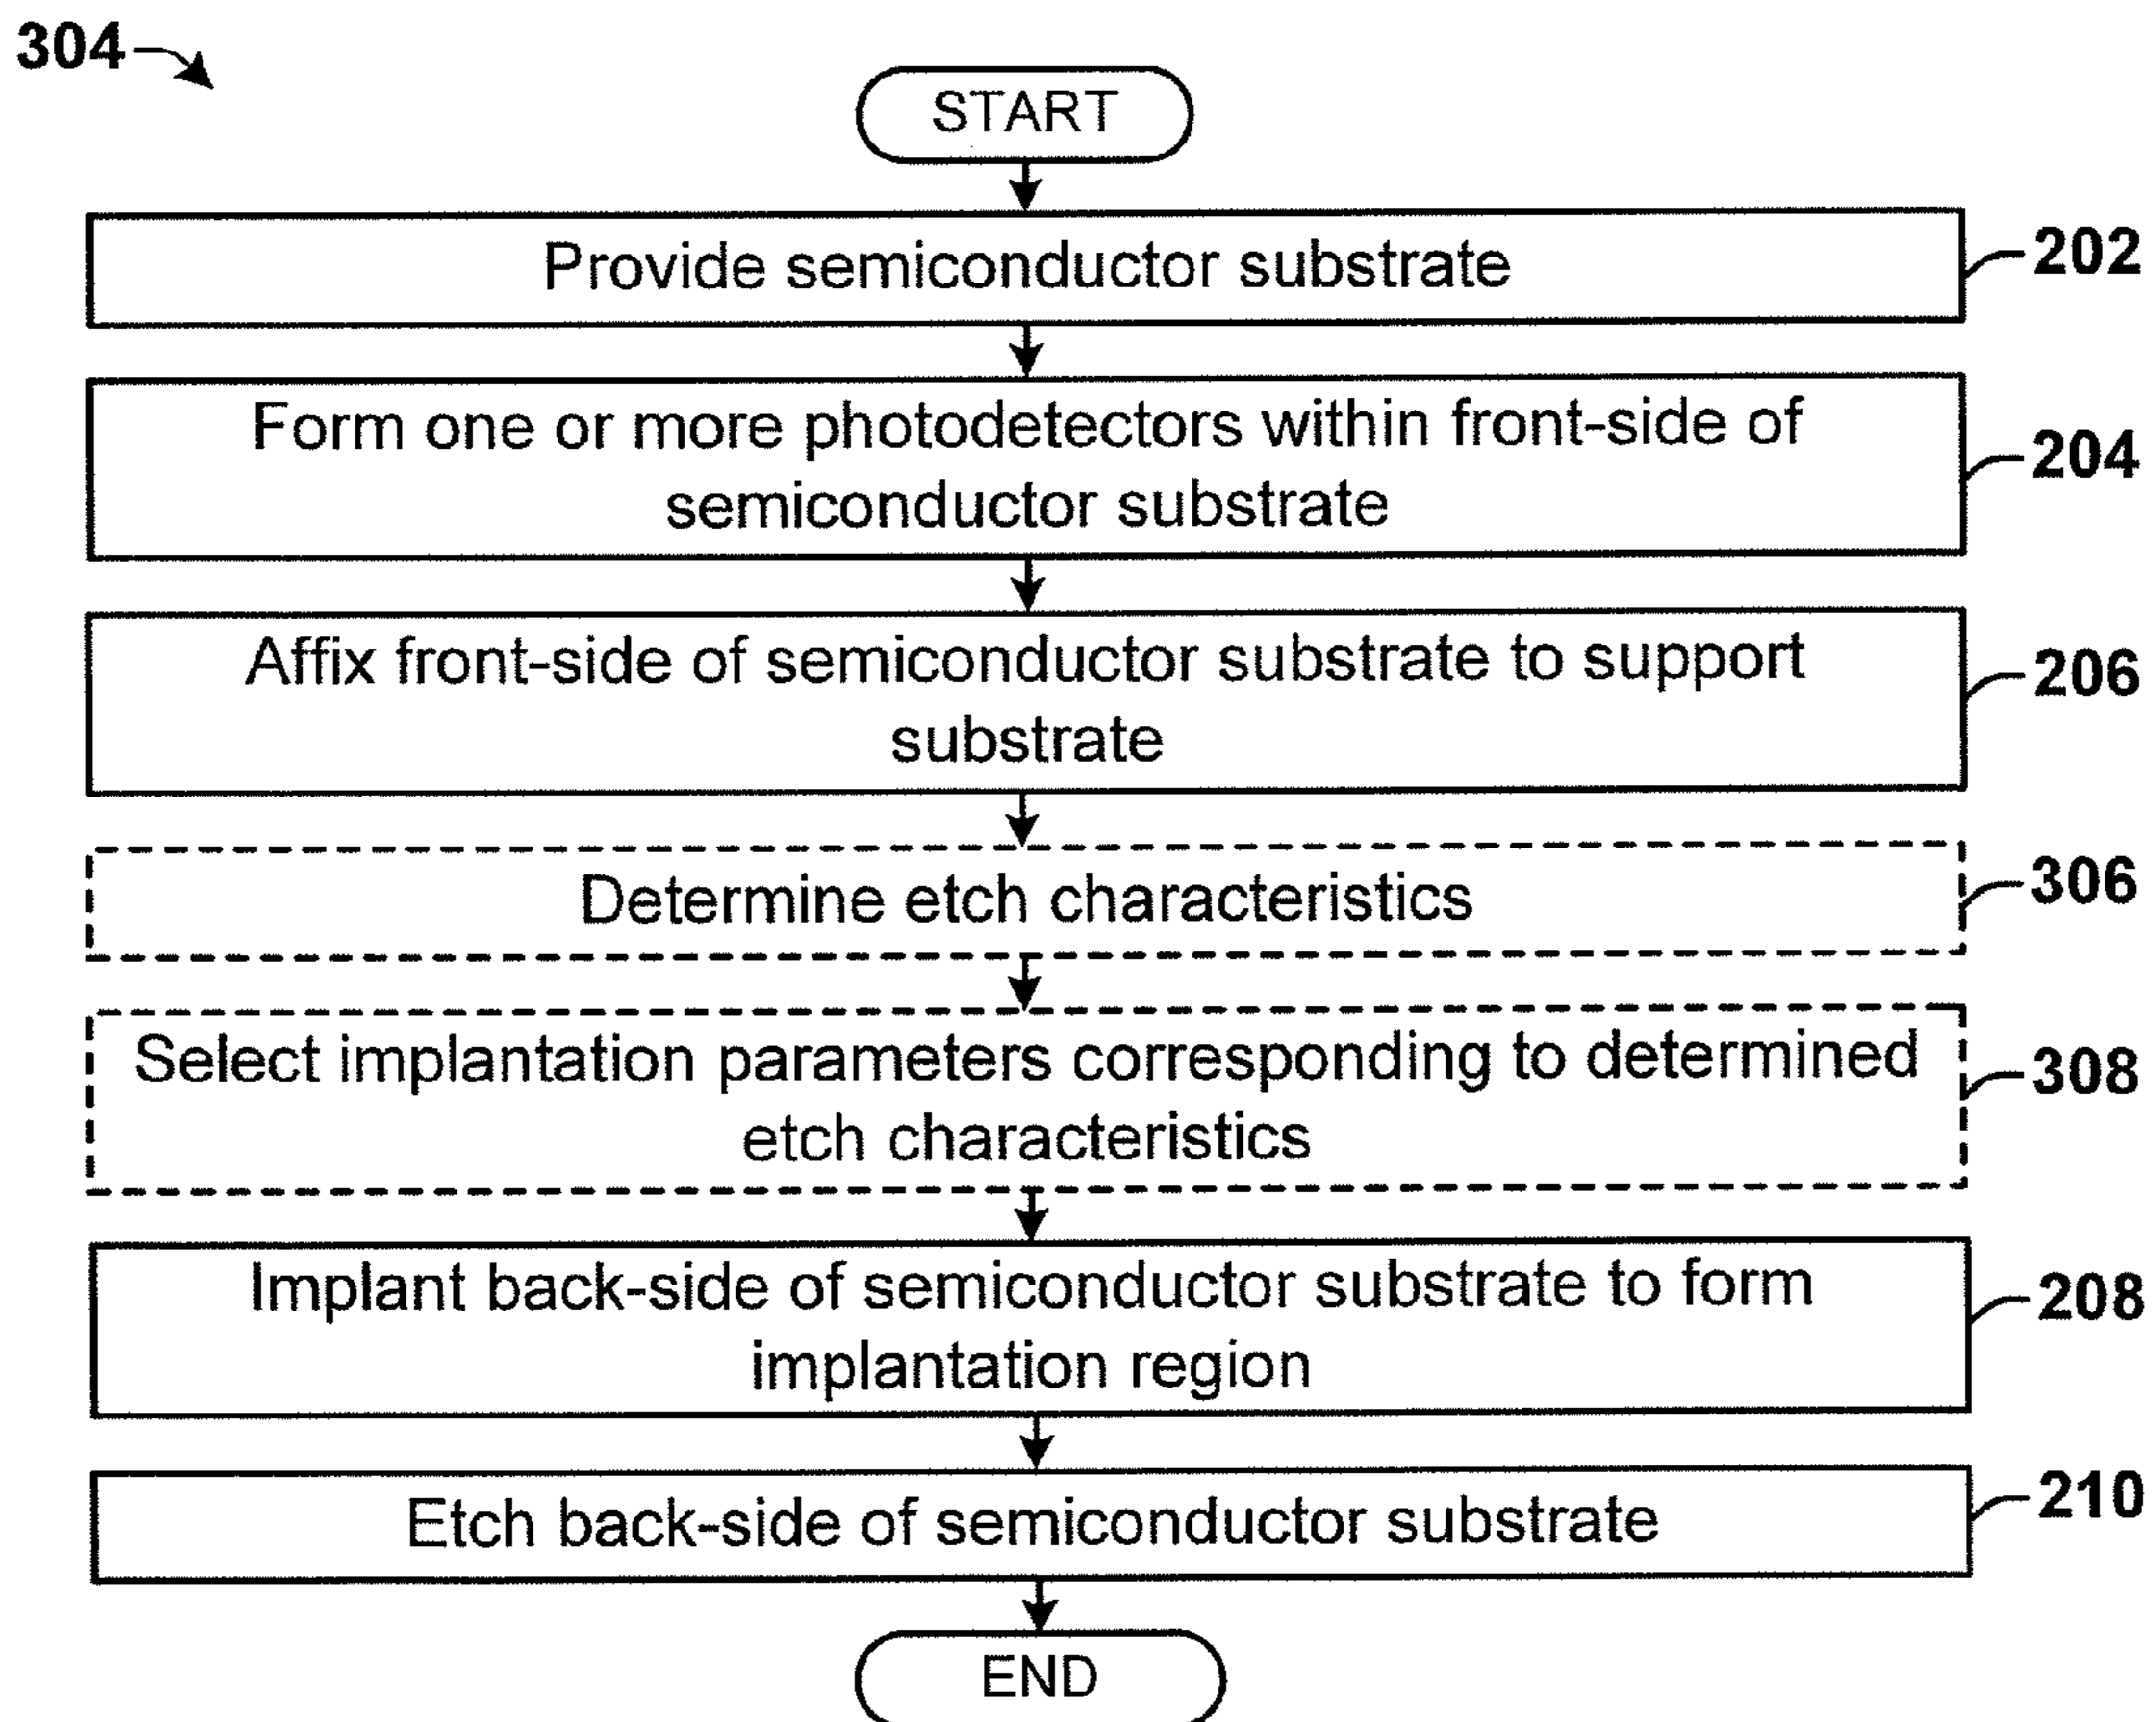 304
START
Provide semiconductor substrate
202
Form one or more photodetectors within front-side of
semiconductor substrate
204
Affix front-side of semiconductor substrate to support
substrate
206
Determine etch characteristics
306
Select implantation parameters corresponding to determined
etch characteristics
308
Implant back-side of semiconductor substrate to form
implantation region
208
Etch back-side of semiconductor substrate
210
END